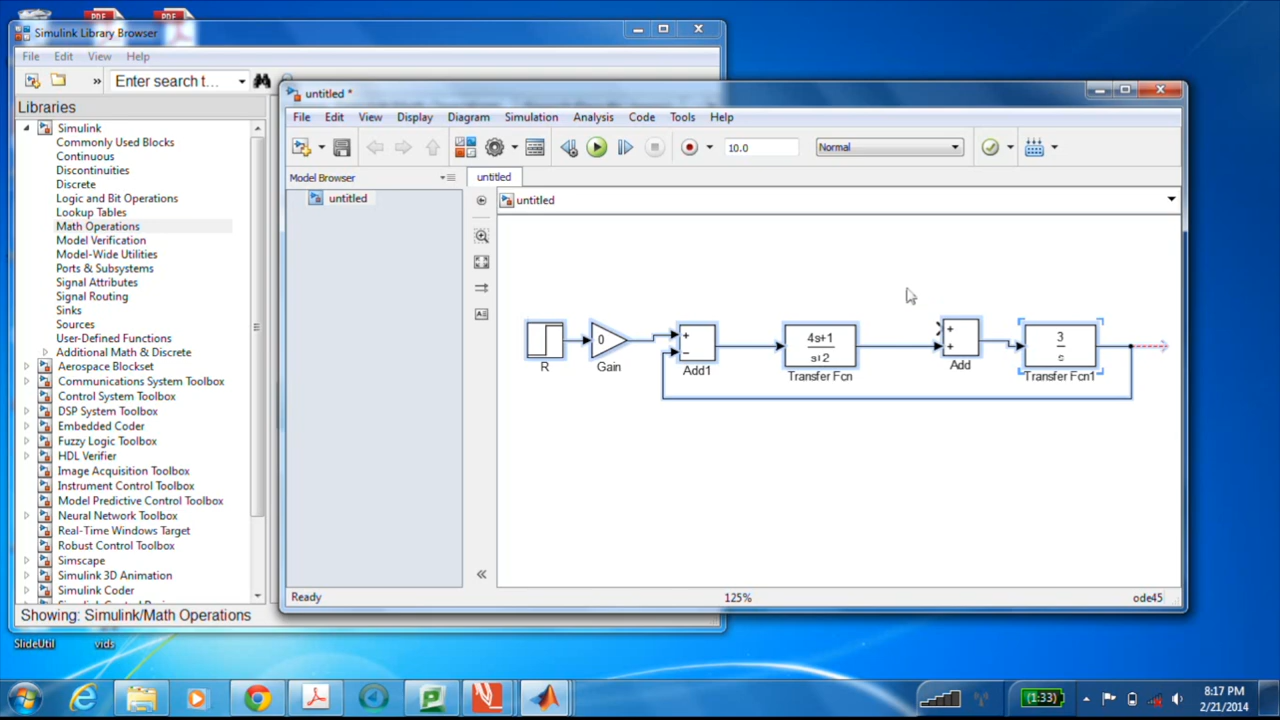 PDF
PDF
Simulink Library Browser
File Edit View Help
» Enter search t...
Libraries
Simulink
Commonly Used Blocks
Continuous
Discontinuities
Discrete
Logic and Bit Operations
Lookup Tables
Math Operations
Model Verification
Model-Wide Utilities
Ports & Subsystems
Signal Attributes
Signal Routing
Sinks
Sources
User-Defined Functions
Additional Math & Discrete
Aerospace Blockset
Communications System Toolbox
Control System Toolbox
DSP System Toolbox
Embedded Coder
Fuzzy Logic Toolbox
HDL Verifier
Image Acquisition Toolbox
Instrument Control Toolbox
Model Predictive Control Toolbox
Neural Network Toolbox
Real-Time Windows Target
Robust Control Toolbox
Simscape
Simulink 3D Animation
Simulink Coder
Showing: Simulink/Math Operations
untitled *
File Edit View Display Diagram Simulation Analysis Code Tools Help
10.0
Normal
Model Browser
untitled
untitled
untitled
R
0
Gain
+
−
Add1
4s+1
s+2
Transfer Fcn
+
+
Add
3
s
Transfer Fcn1
Ready
125%
ode45
SlideUtil
vids
(1:33)
8:17 PM
2/21/2014